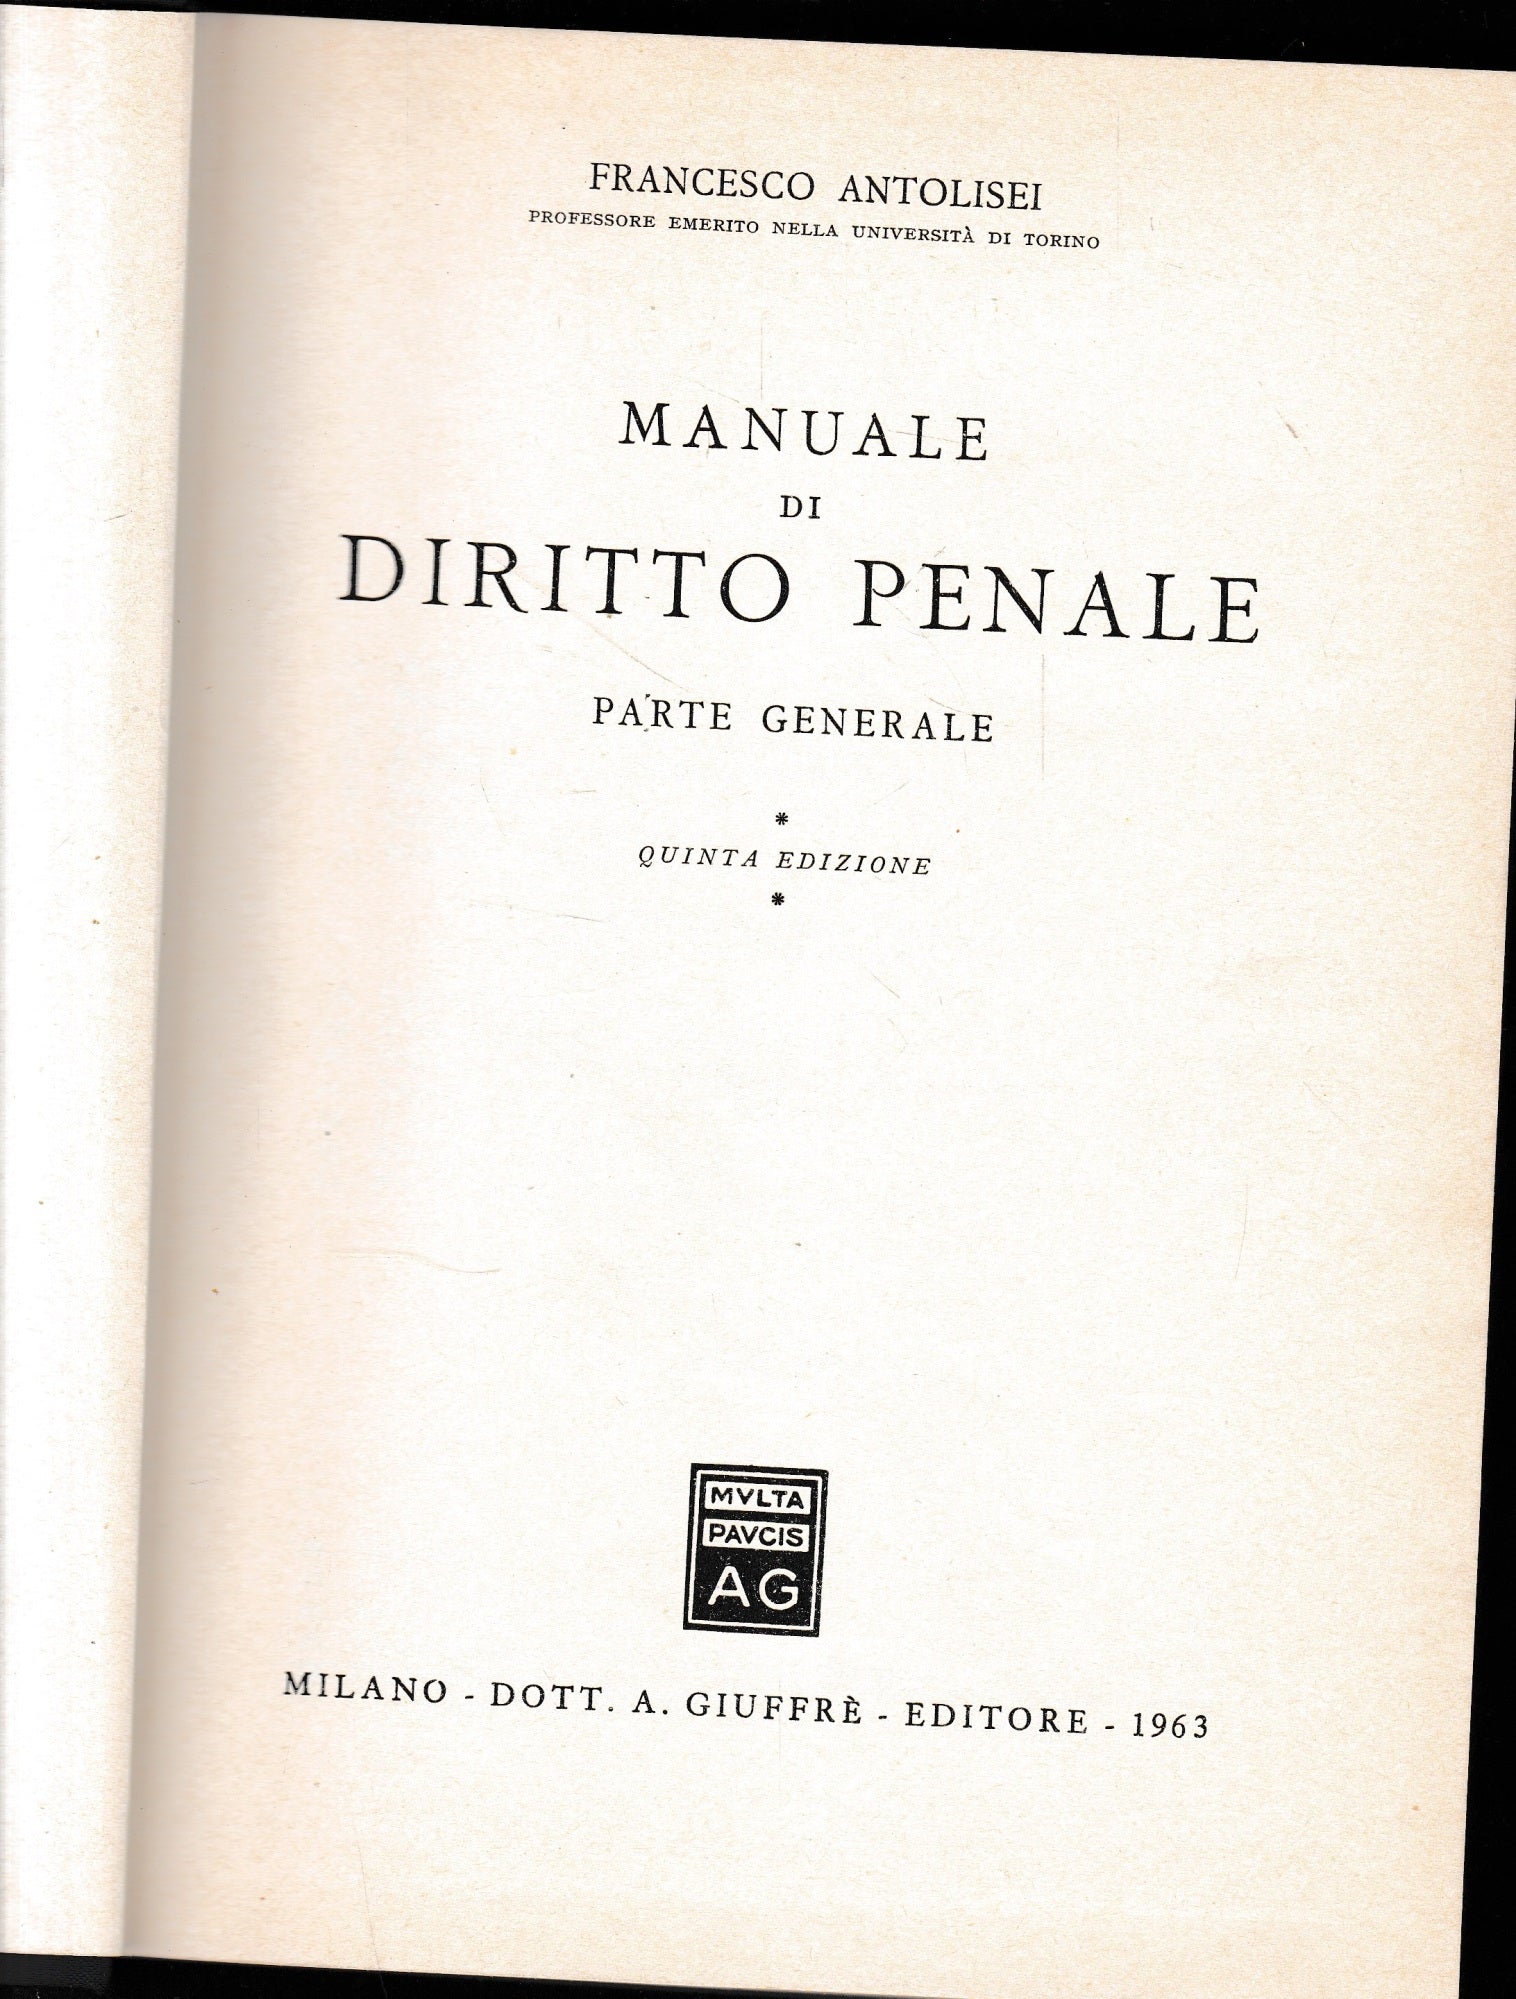 FRANCESCO ANTOLISEI
PROFESSORE EMERITO NELLA UNIVERSITÀ DI TORINO
MANUALE
DI
DIRITTO PENALE
PARTE GENERALE
*
QUINTA EDIZIONE
*
MVLTA
PAVCIS
AG
MILANO - DOTT. A. GIUFFRÈ - EDITORE - 1963